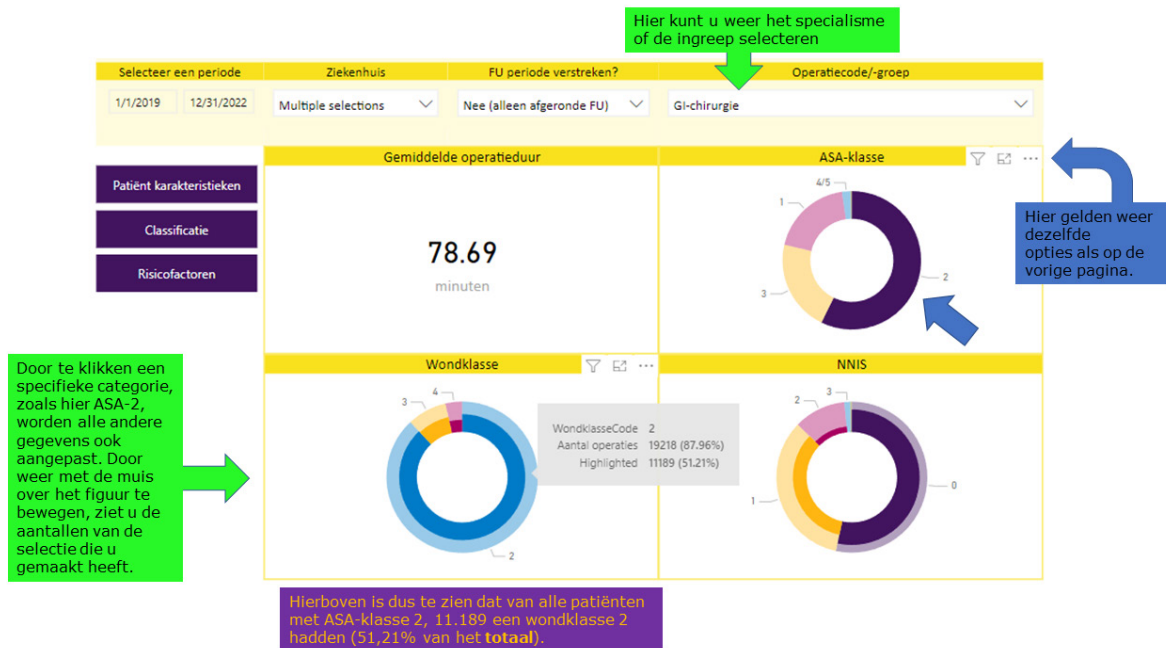 Hier kunt u weer het specialisme
of de ingreep selecteren
Selecteer een periode
Ziekenhuis
FU periode verstreken?
Operatiecode/-groep
1/1/2019
12/31/2022
Multiple selections
Nee (alleen afgeronde FU)
GI-chirurgie
Patiënt karakteristieken
Classificatie
Risicofactoren
Gemiddelde operatieduur
78.69
minuten
ASA-klasse
4/5
1
3
2
Hier gelden weer
dezelfde
opties als op de
vorige pagina.
Door te klikken een
specifieke categorie,
zoals hier ASA-2,
worden alle andere
gegevens ook
aangepast. Door
weer met de muis
over het figuur te
bewegen, ziet u de
aantallen van de
selectie die u
gemaakt heeft.
Wondklasse
4
3
2
WondklasseCode 2
Aantal operaties 19218 (87.96%)
Highlighted 11189 (51.21%)
NNIS
3
2
1
0
Hierboven is dus te zien dat van alle patiënten
met ASA-klasse 2, 11.189 een wondklasse 2
hadden (51,21% van het totaal).